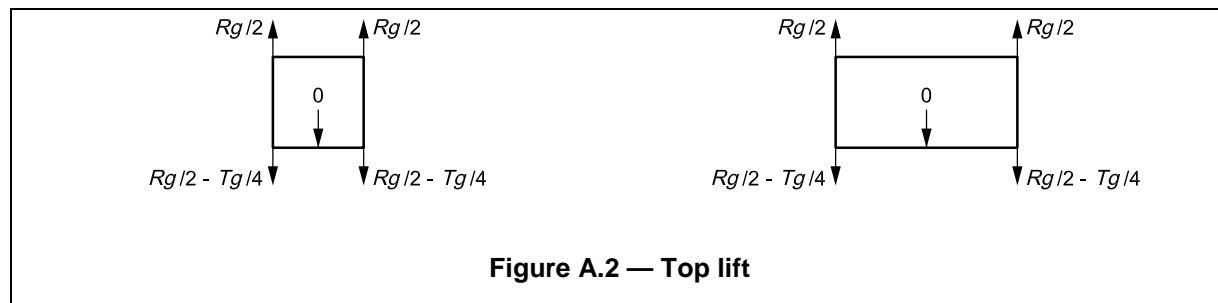 Rg/2 Rg/2 Rg/2 Rg/2
0 0
Rg/2 - Tg/4 Rg/2 - Tg/4 Rg/2 - Tg/4 Rg/2 - Tg/4
Figure A.2 — Top lift